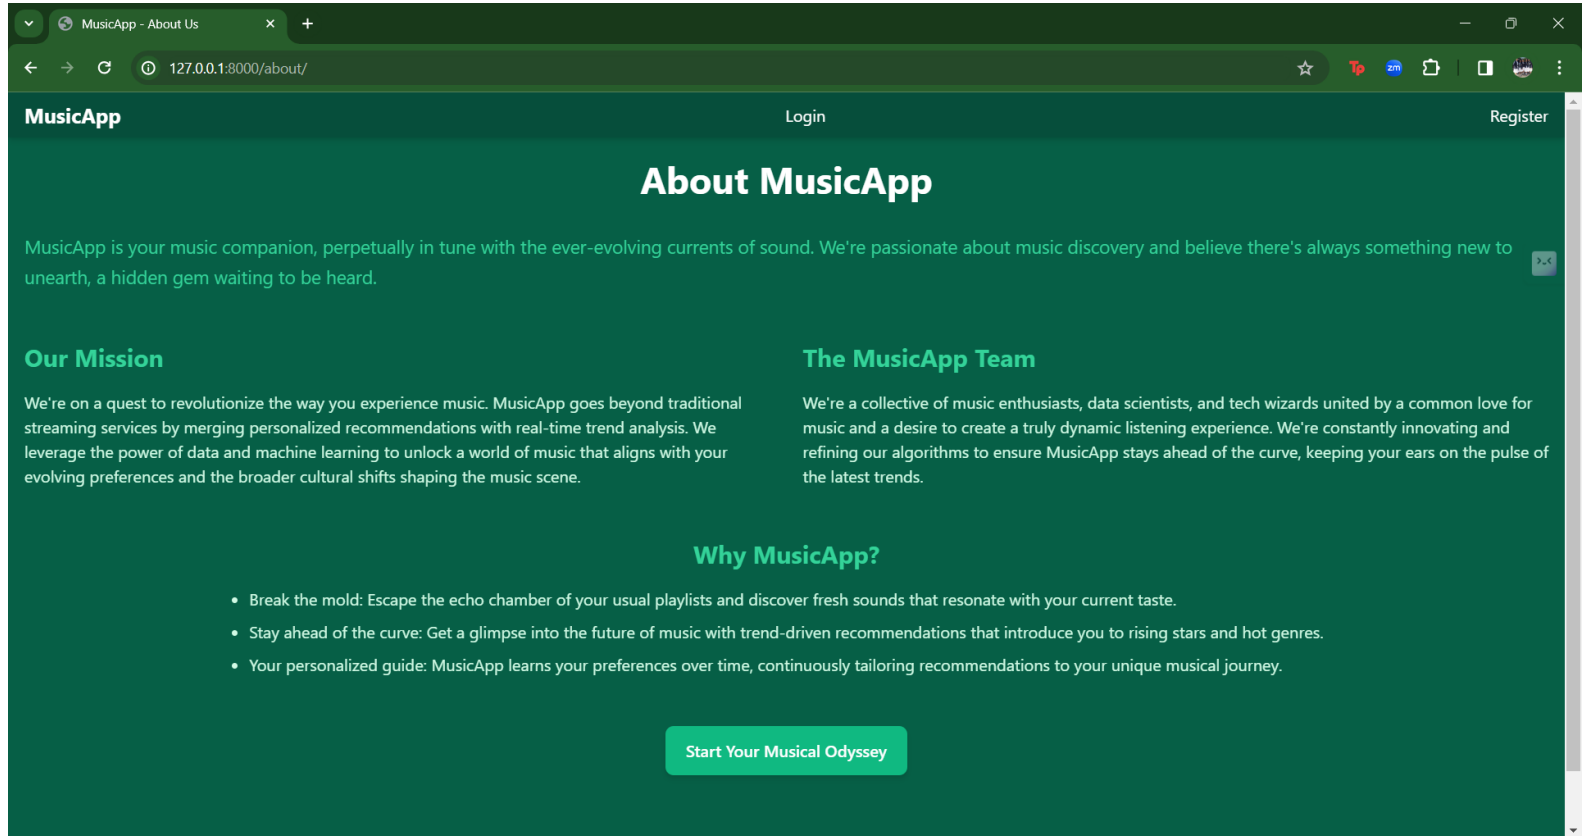 MusicApp - About Us
127.0.0.1:8000/about/
Tp
zm
MusicApp
Login
Register
About MusicApp
MusicApp is your music companion, perpetually in tune with the ever-evolving currents of sound. We're passionate about music discovery and believe there's always something new to
unearth, a hidden gem waiting to be heard.
Our Mission
We're on a quest to revolutionize the way you experience music. MusicApp goes beyond traditional
streaming services by merging personalized recommendations with real-time trend analysis. We
leverage the power of data and machine learning to unlock a world of music that aligns with your
evolving preferences and the broader cultural shifts shaping the music scene.
The MusicApp Team
We're a collective of music enthusiasts, data scientists, and tech wizards united by a common love for
music and a desire to create a truly dynamic listening experience. We're constantly innovating and
refining our algorithms to ensure MusicApp stays ahead of the curve, keeping your ears on the pulse of
the latest trends.
Why MusicApp?
• Break the mold: Escape the echo chamber of your usual playlists and discover fresh sounds that resonate with your current taste.
• Stay ahead of the curve: Get a glimpse into the future of music with trend-driven recommendations that introduce you to rising stars and hot genres.
• Your personalized guide: MusicApp learns your preferences over time, continuously tailoring recommendations to your unique musical journey.
Start Your Musical Odyssey